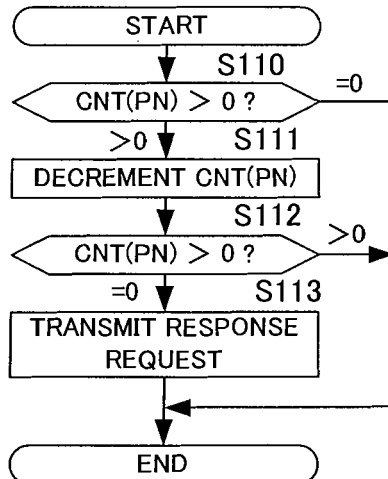 START
S110
CNT(PN) > 0 ?
=0
>0
S111
DECREMENT CNT(PN)
S112
CNT(PN) > 0 ?
>0
=0
S113
TRANSMIT RESPONSE
REQUEST
END